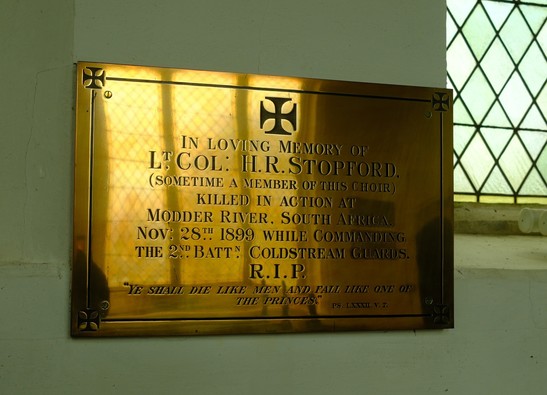 IN LOVING MEMORY OF
LT. COL: H.R. STOPFORD.
(SOMETIME A MEMBER OF THIS CHOIR)
KILLED IN ACTION AT
MODDER RIVER, SOUTH AFRICA.
NOV: 28TH 1899 WHILE COMMANDING
THE 2ND BATTN COLDSTREAM GUARDS.
R.I.P.
"YE SHALL DIE LIKE MEN AND FALL LIKE ONE OF
THE PRINCES." PS: LXXXII. V. 7.